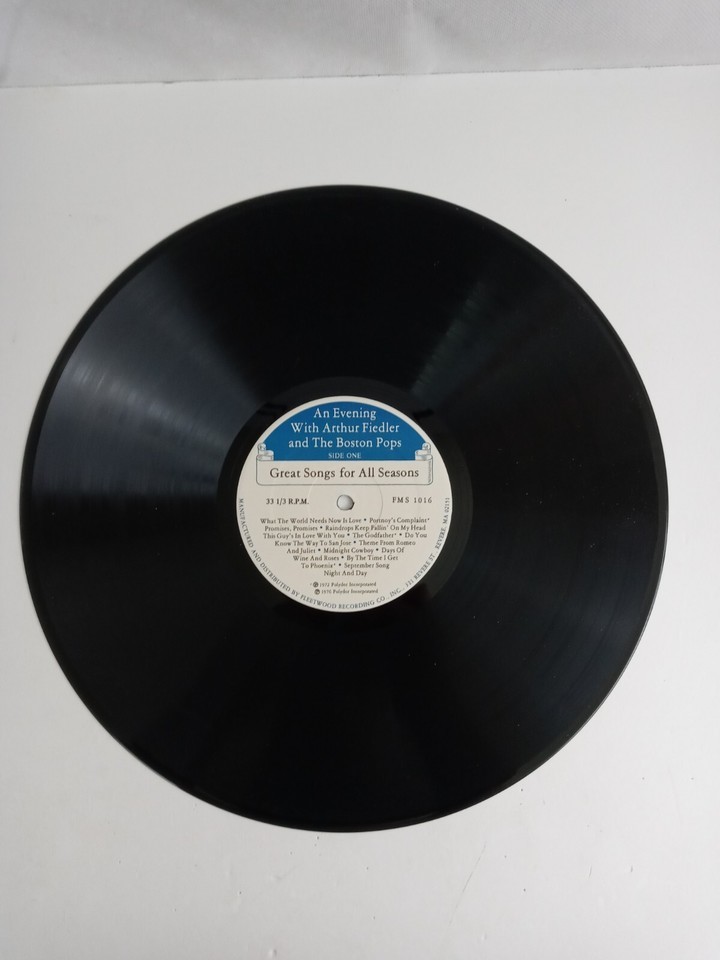 An Evening
With Arthur Fiedler
and The Boston Pops
SIDE ONE
Great Songs for All Seasons
33 1/3 R.P.M. FMS 1016
What The World Needs Now Is Love • Portnoy's Complaint*
Promises, Promises • Raindrops Keep Fallin' On My Head
This Guy's In Love With You • The Godfather* • Do You
Know The Way To San Jose • Theme From Romeo
And Juliet • Midnight Cowboy • Days Of
Wine And Roses • By The Time I Get
To Phoenix* • September Song
Night And Day
℗ 1972 Polydor Incorporated
℗ 1970 Polydor Incorporated
MANUFACTURED AND DISTRIBUTED BY FLEETWOOD RECORDING CO., INC., 321 REVERE ST. REVERE, MA 02151